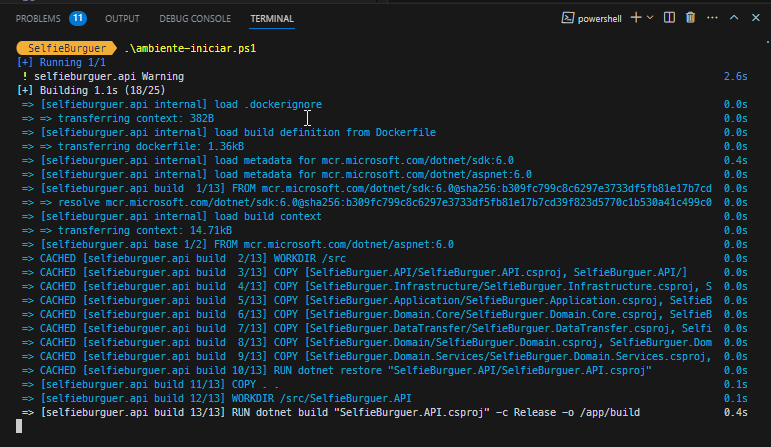 PROBLEMS 11 OUTPUT DEBUG CONSOLE TERMINAL powershell
SelfieBurguer .\ambiente-iniciar.ps1
[+] Running 1/1
! selfieburguer.api Warning 2.6s
[+] Building 1.1s (18/25)
=> [selfieburguer.api internal] load .dockerignore 0.0s
=> => transferring context: 382B 0.0s
=> [selfieburguer.api internal] load build definition from Dockerfile 0.0s
=> => transferring dockerfile: 1.36kB 0.0s
=> [selfieburguer.api internal] load metadata for mcr.microsoft.com/dotnet/sdk:6.0 0.4s
=> [selfieburguer.api internal] load metadata for mcr.microsoft.com/dotnet/aspnet:6.0 0.0s
=> [selfieburguer.api build 1/13] FROM mcr.microsoft.com/dotnet/sdk:6.0@sha256:b309fc799c8c6297e3733df5fb81e17b7cd 0.0s
=> => resolve mcr.microsoft.com/dotnet/sdk:6.0@sha256:b309fc799c8c6297e3733df5fb81e17b7cd39f823d5770c1b530a41c499c0 0.0s
=> [selfieburguer.api internal] load build context 0.0s
=> => transferring context: 14.71kB 0.0s
=> [selfieburguer.api base 1/2] FROM mcr.microsoft.com/dotnet/aspnet:6.0 0.0s
=> CACHED [selfieburguer.api build 2/13] WORKDIR /src 0.0s
=> CACHED [selfieburguer.api build 3/13] COPY [SelfieBurguer.API/SelfieBurguer.API.csproj, SelfieBurguer.API/] 0.0s
=> CACHED [selfieburguer.api build 4/13] COPY [SelfieBurguer.Infrastructure/SelfieBurguer.Infrastructure.csproj, S 0.0s
=> CACHED [selfieburguer.api build 5/13] COPY [SelfieBurguer.Application/SelfieBurguer.Application.csproj, SelfieB 0.0s
=> CACHED [selfieburguer.api build 6/13] COPY [SelfieBurguer.Domain.Core/SelfieBurguer.Domain.Core.csproj, SelfieB 0.0s
=> CACHED [selfieburguer.api build 7/13] COPY [SelfieBurguer.DataTransfer/SelfieBurguer.DataTransfer.csproj, Selfi 0.0s
=> CACHED [selfieburguer.api build 8/13] COPY [SelfieBurguer.Domain/SelfieBurguer.Domain.csproj, SelfieBurguer.Dom 0.0s
=> CACHED [selfieburguer.api build 9/13] COPY [SelfieBurguer.Domain.Services/SelfieBurguer.Domain.Services.csproj, 0.0s
=> CACHED [selfieburguer.api build 10/13] RUN dotnet restore "SelfieBurguer.API/SelfieBurguer.API.csproj" 0.0s
=> [selfieburguer.api build 11/13] COPY . . 0.1s
=> [selfieburguer.api build 12/13] WORKDIR /src/SelfieBurguer.API 0.1s
=> [selfieburguer.api build 13/13] RUN dotnet build "SelfieBurguer.API.csproj" -c Release -o /app/build 0.4s